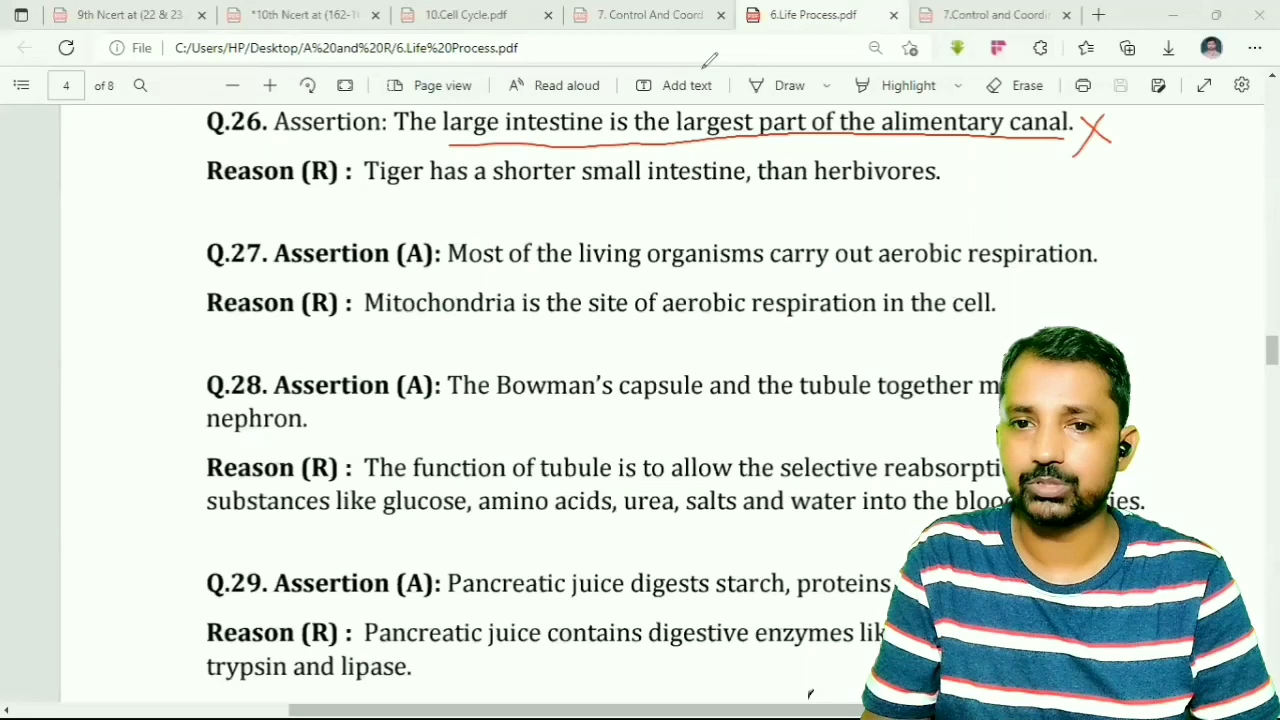 9th Ncert at (22 & 23
*10th Ncert at (162-1
10.Cell Cycle.pdf
7. Control And Coord
6.Life Process.pdf
7.Control and Coordi
File
C:/Users/HP/Desktop/A%20and%20R/6.Life%20Process.pdf
4 of 8
Page view
Read aloud
Add text
Draw
Highlight
Erase
Q.26. Assertion: The large intestine is the largest part of the alimentary canal.
Reason (R) : Tiger has a shorter small intestine, than herbivores.
Q.27. Assertion (A): Most of the living organisms carry out aerobic respiration.
Reason (R) : Mitochondria is the site of aerobic respiration in the cell.
Q.28. Assertion (A): The Bowman's capsule and the tubule together m
nephron.
Reason (R) : The function of tubule is to allow the selective reabsorpti
substances like glucose, amino acids, urea, salts and water into the bloo ies.
Q.29. Assertion (A): Pancreatic juice digests starch, proteins
Reason (R) : Pancreatic juice contains digestive enzymes lik
trypsin and lipase.